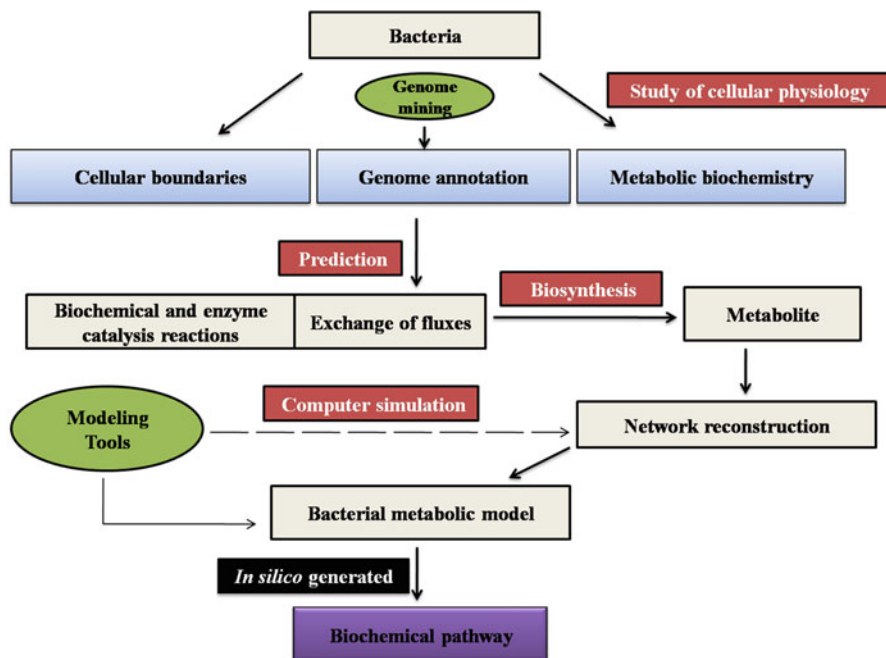 Bacteria
Genome
mining
Study of cellular physiology
Cellular boundaries
Genome annotation
Metabolic biochemistry
Prediction
Biosynthesis
Biochemical and enzyme
catalysis reactions
Exchange of fluxes
Metabolite
Modeling
Tools
Computer simulation
Network reconstruction
Bacterial metabolic model
In silico generated
Biochemical pathway